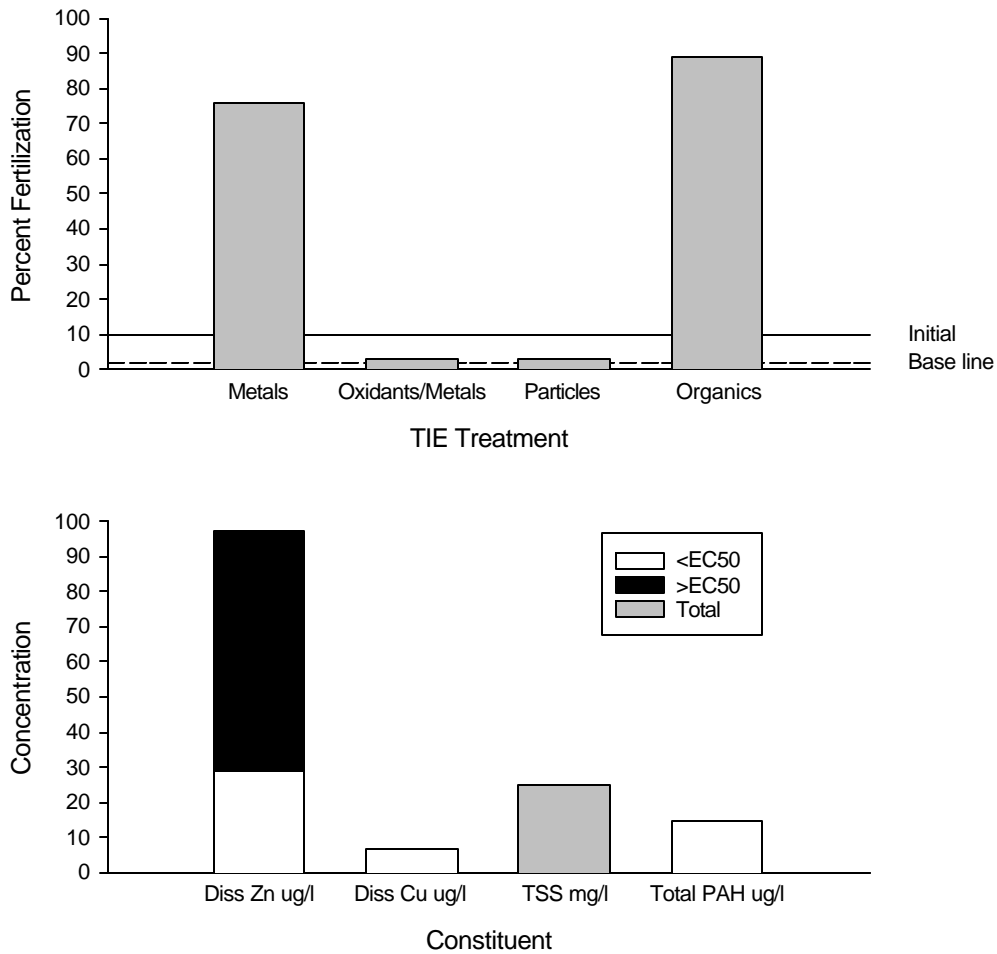 100
90
80
70
60
50
40
30
20
10
0
Percent Fertilization
Initial
Base line
Metals Oxidants/Metals Particles Organics
TIE Treatment
100
90
80
70
60
50
40
30
20
10
0
Concentration
<EC50
>EC50
Total
Diss Zn ug/l Diss Cu ug/l TSS mg/l Total PAH ug/l
Constituent